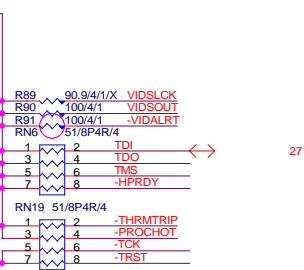 R89 90.9/4/1/X VIDSLCK
R90 100/4/1 VIDSOUT
R91 100/4/1 -VIDALRT
RN6 51/8P4R/4
1 2 TDI 27
3 4 TDO
5 6 TMS
7 8 -HPRDY
RN19 51/8P4R/4
1 2 -THRMTRIP
3 4 -PROCHOT
5 6 -TCK
7 8 -TRST